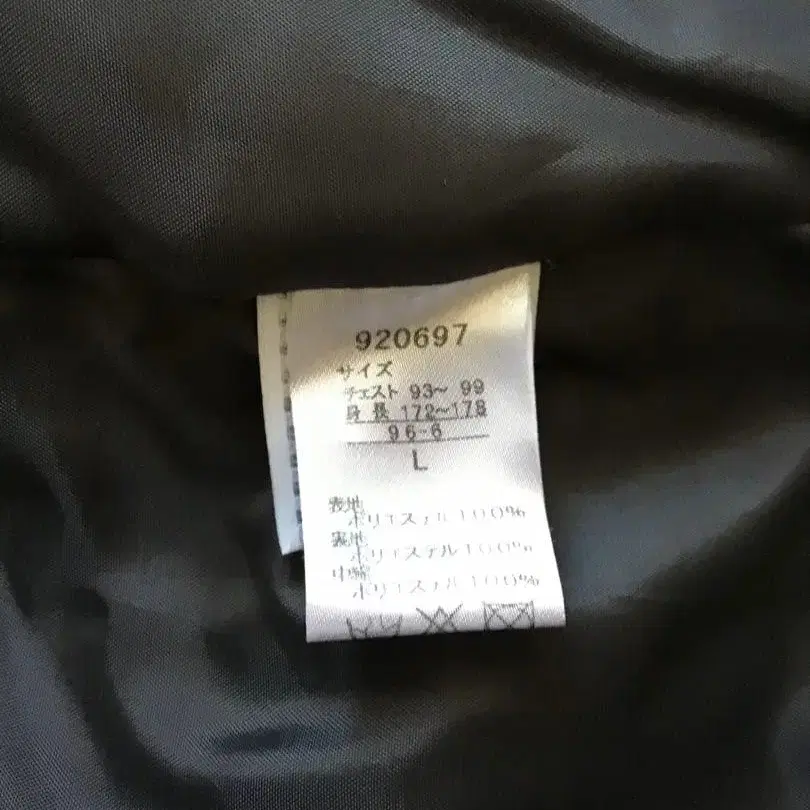 920697
サイズ
チェスト 93~ 99
身 長 172~178
96-6
L
表地
ポリエステル100%
裏地
ポリエステル100%
中綿
ポリエステル100%